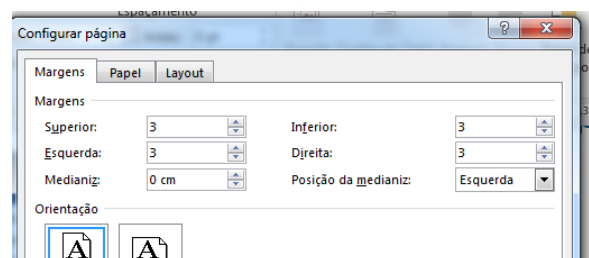 Espaçamento
Configurar página
Margens Papel Layout
Margens
Superior: 3 Inferior: 3
Esquerda: 3 Direita: 3
Medianiz: 0 cm Posição da medianiz: Esquerda
Orientação
A A